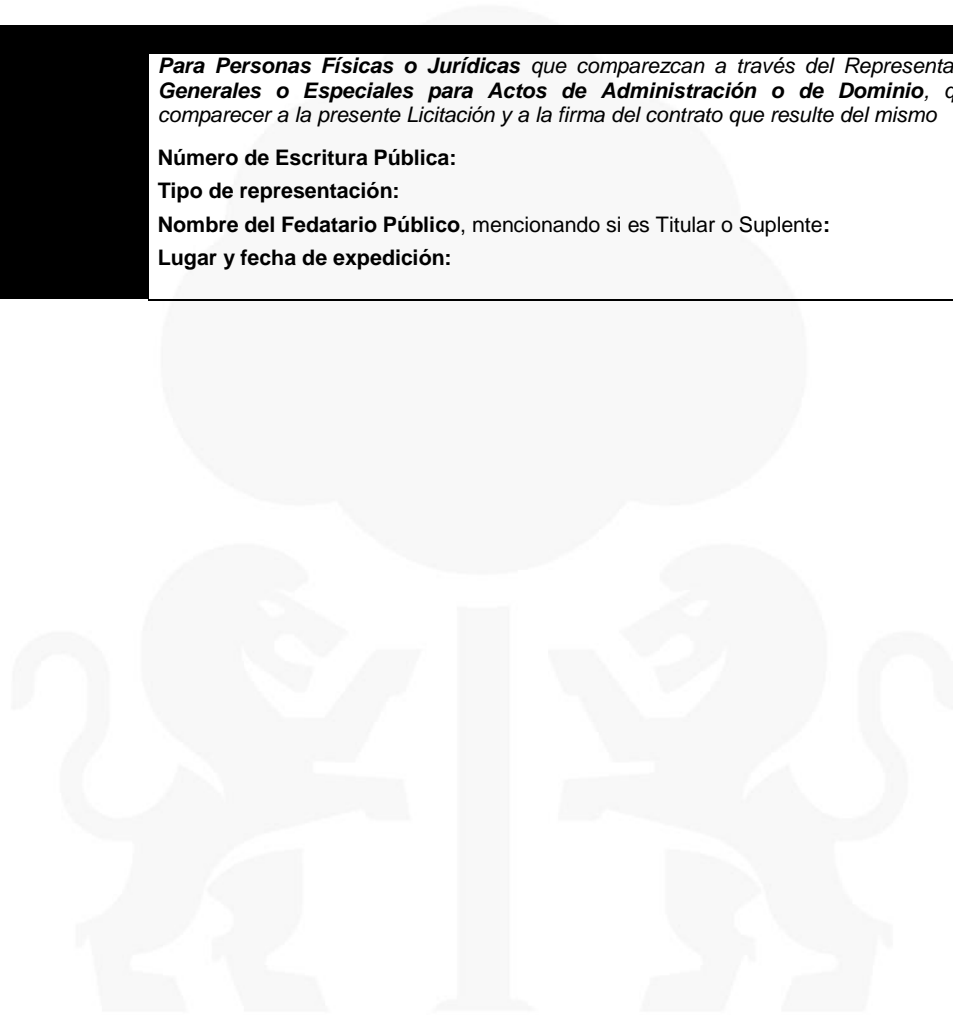 Para Personas Físicas o Jurídicas que comparezcan a través del Representa
Generales o Especiales para Actos de Administración o de Dominio, q
comparecer a la presente Licitación y a la firma del contrato que resulte del mismo
Número de Escritura Pública:
Tipo de representación:
Nombre del Fedatario Público, mencionando si es Titular o Suplente:
Lugar y fecha de expedición: